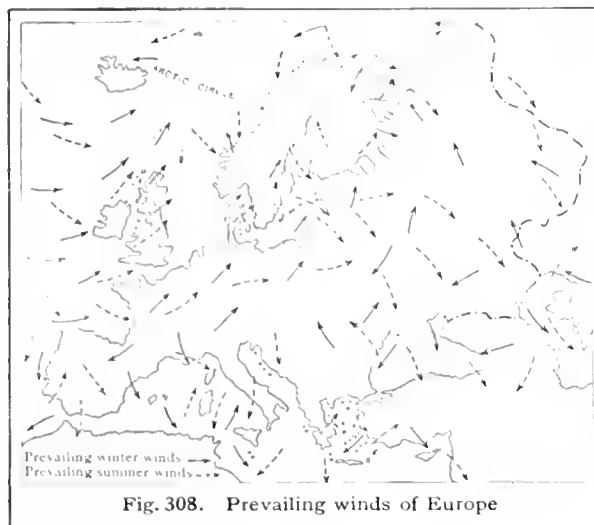 ARCTIC CIRCLE
Prevailing winter winds
Prevailing summer winds
Fig. 308. Prevailing winds of Europe